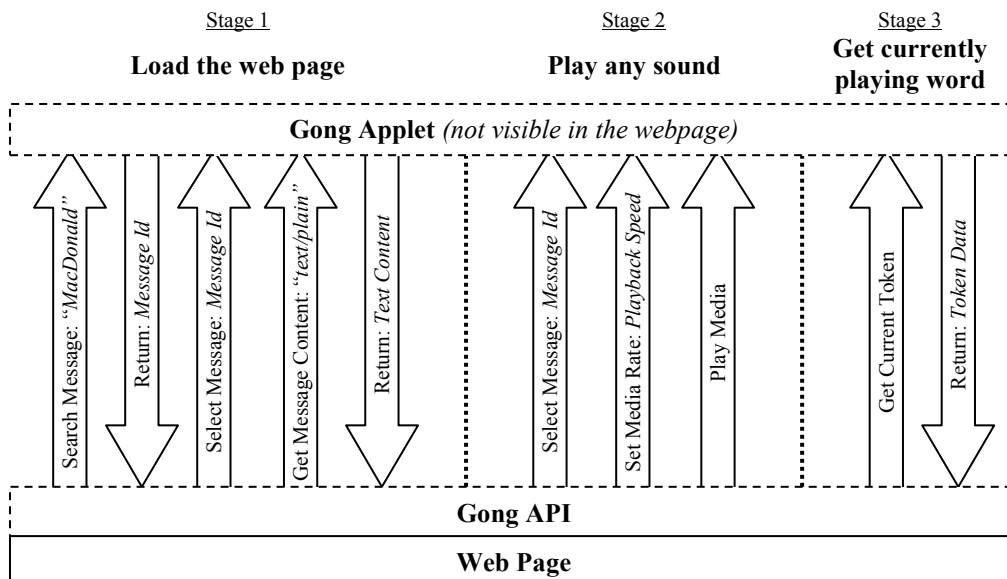 Stage 1
Load the web page
Stage 2
Play any sound
Stage 3
Get currently
playing word
Gong Applet (not visible in the webpage)
Search Message: “MacDonald”
Return: Message Id
Select Message: Message Id
Get Message Content: “text/plain”
Return: Text Content
Select Message: Message Id
Set Media Rate: Playback Speed
Play Media
Get Current Token
Return: Token Data
Gong API
Web Page